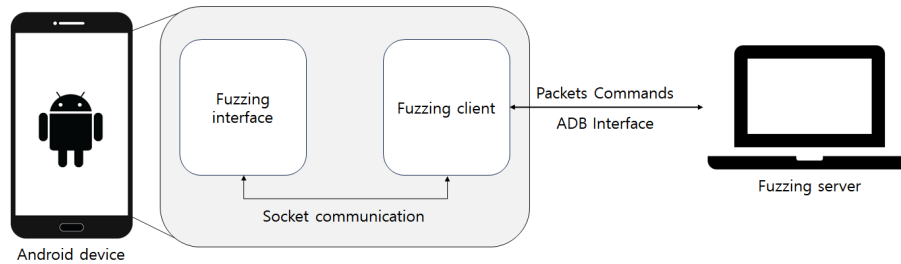 Fuzzing
interface
Fuzzing client
Socket communication
Packets Commands
ADB Interface
Fuzzing server
Android device